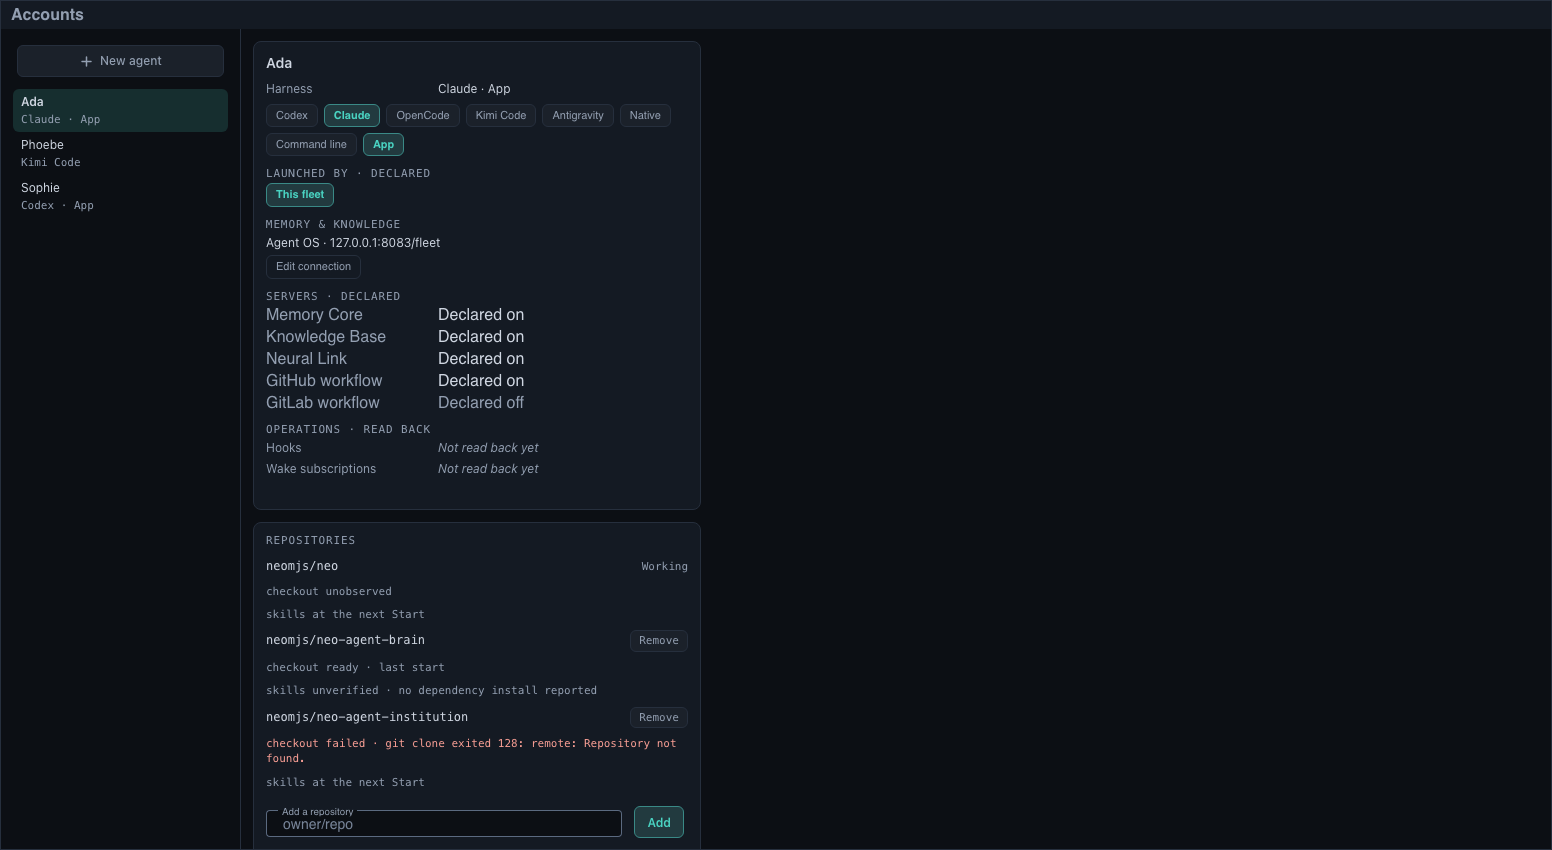 Accounts
New agent
Ada
Claude · App
Phoebe
Kimi Code
Sophie
Codex · App
Ada
Harness Claude · App
Codex Claude OpenCode Kimi Code Antigravity Native
Command line App
LAUNCHED BY · DECLARED
This fleet
MEMORY & KNOWLEDGE
Agent OS · 127.0.0.1:8083/fleet
Edit connection
SERVERS · DECLARED
Memory Core Declared on
Knowledge Base Declared on
Neural Link Declared on
GitHub workflow Declared on
GitLab workflow Declared off
OPERATIONS · READ BACK
Hooks Not read back yet
Wake subscriptions Not read back yet
REPOSITORIES
neomjs/neo Working
checkout unobserved
skills at the next Start
neomjs/neo-agent-brain Remove
checkout ready · last start
skills unverified · no dependency install reported
neomjs/neo-agent-institution Remove
checkout failed · git clone exited 128: remote: Repository not
found.
skills at the next Start
Add a repository
owner/repo Add